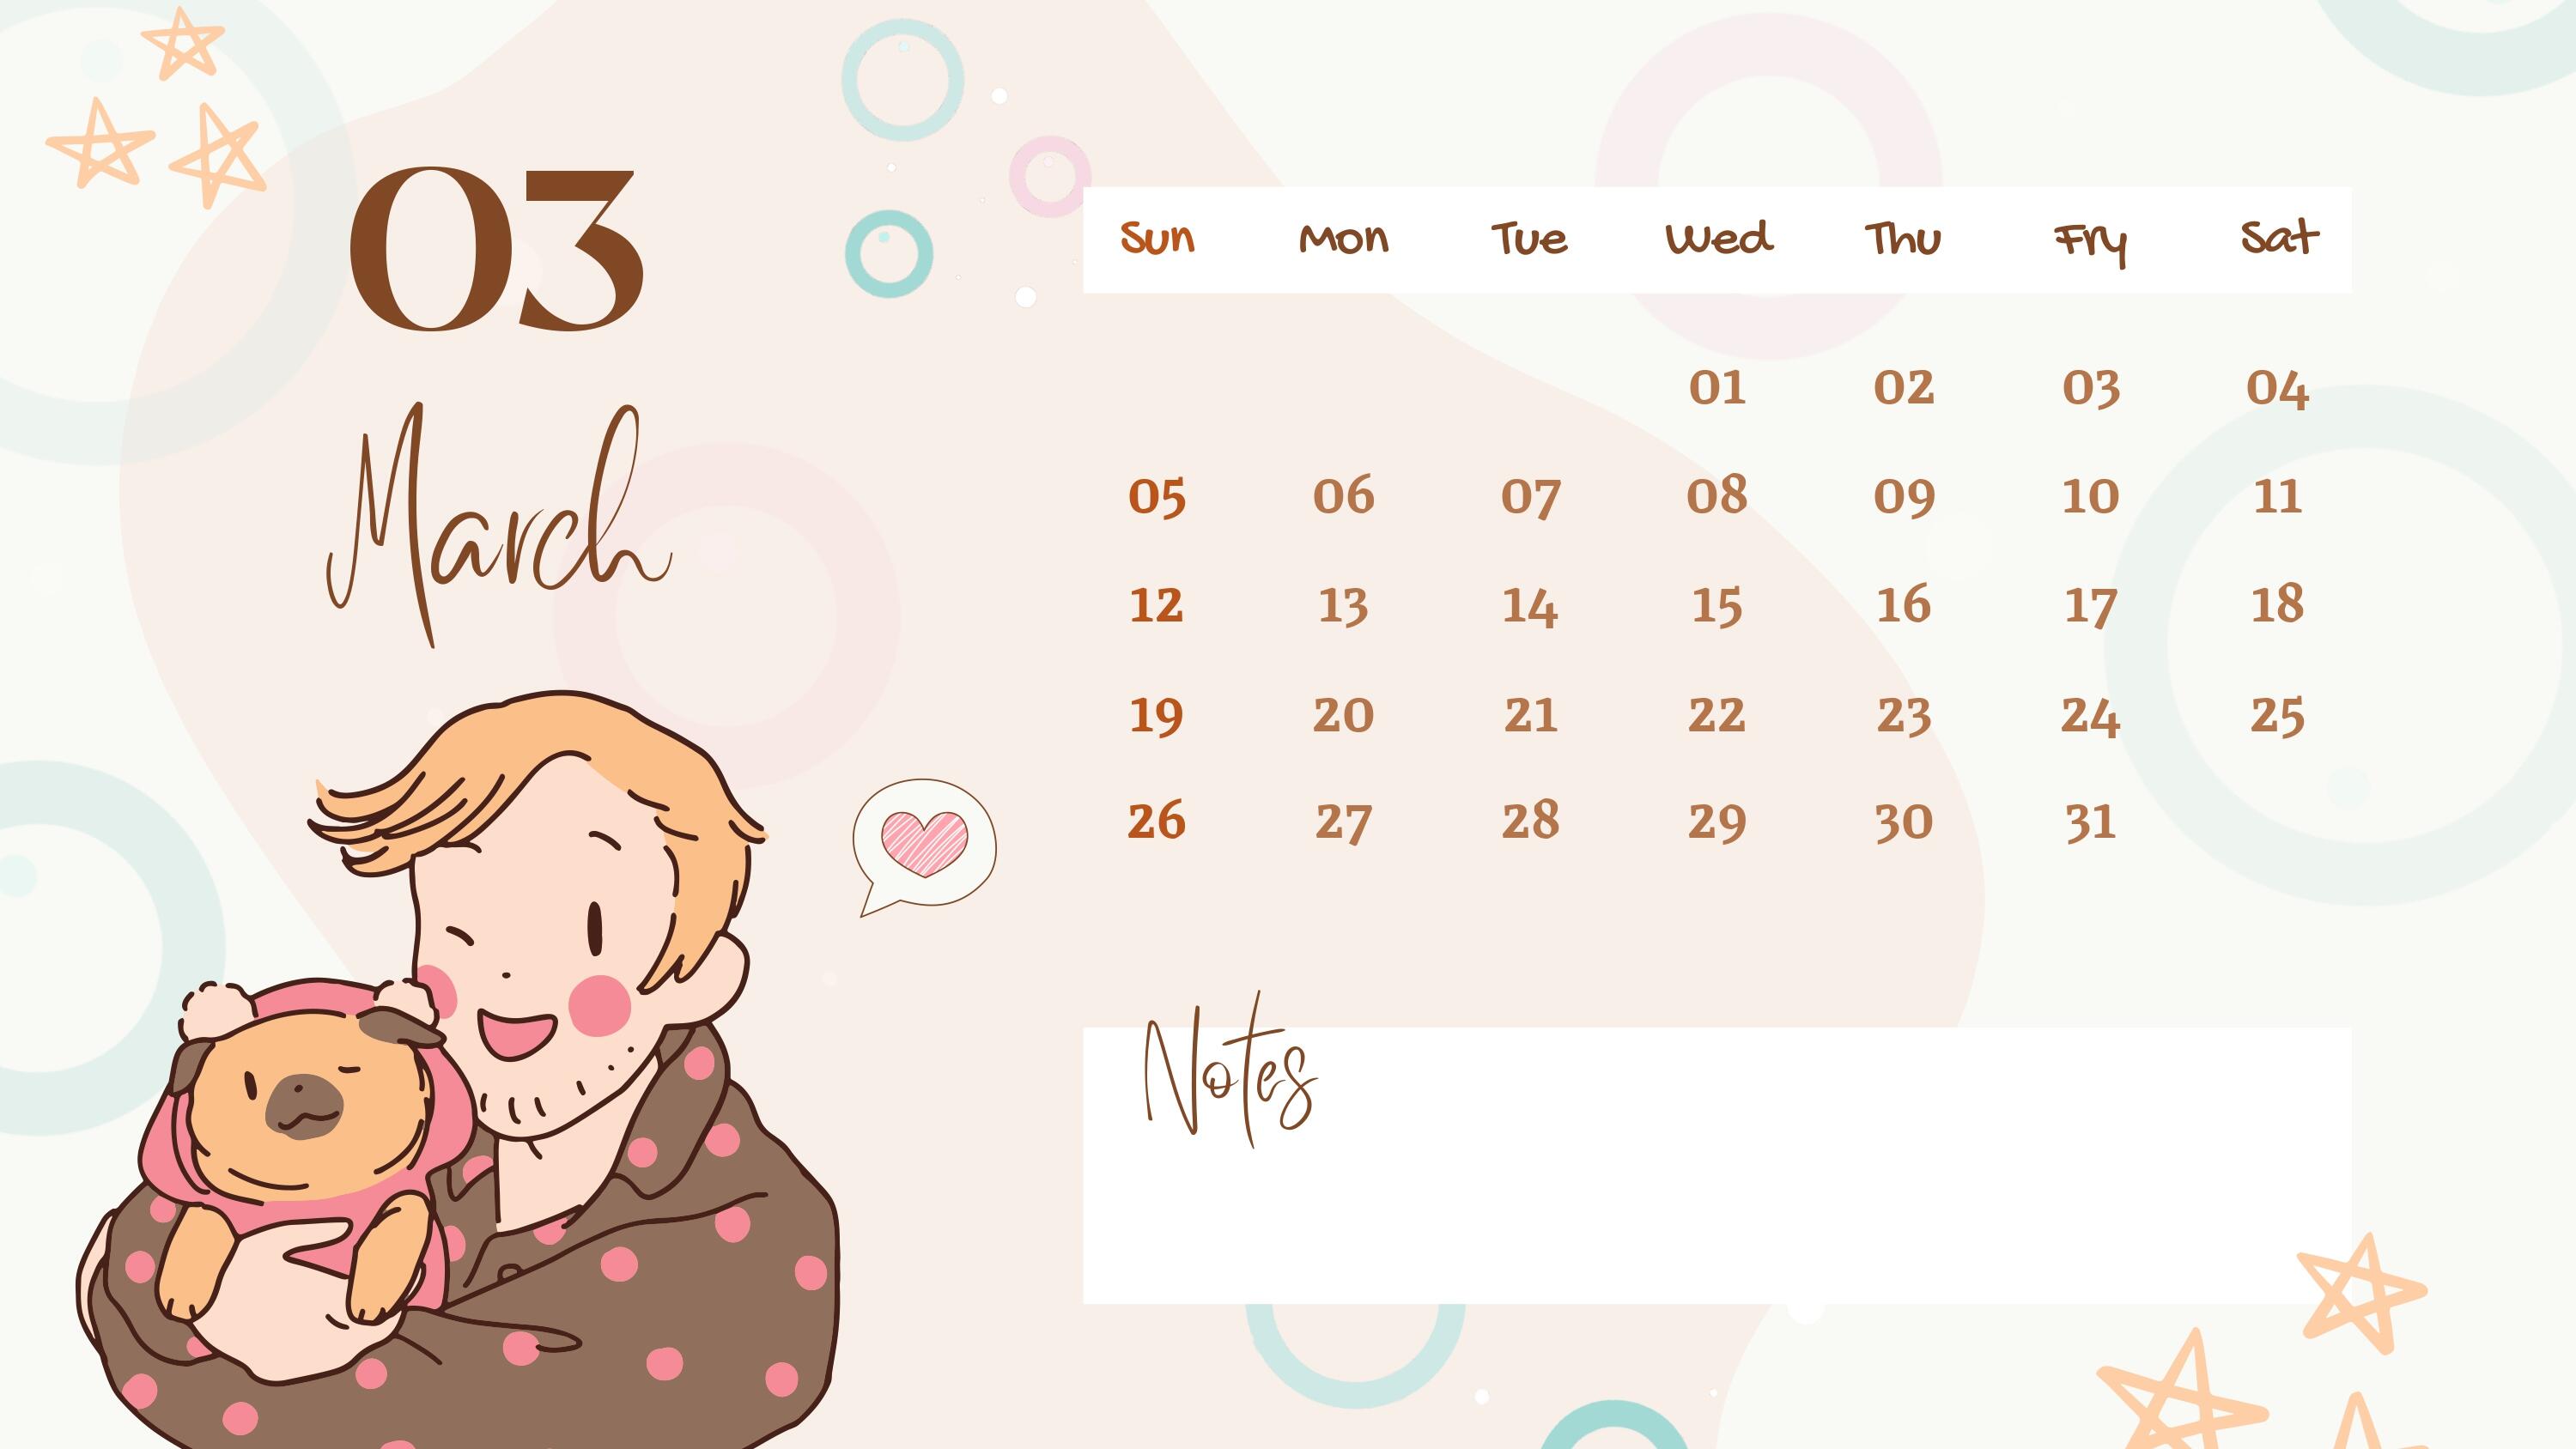 03
March
Sun Mon Tue Wed Thu Fry Sat
01 02 03 04
05 06 07 08 09 10 11
12 13 14 15 16 17 18
19 20 21 22 23 24 25
26 27 28 29 30 31
Notes